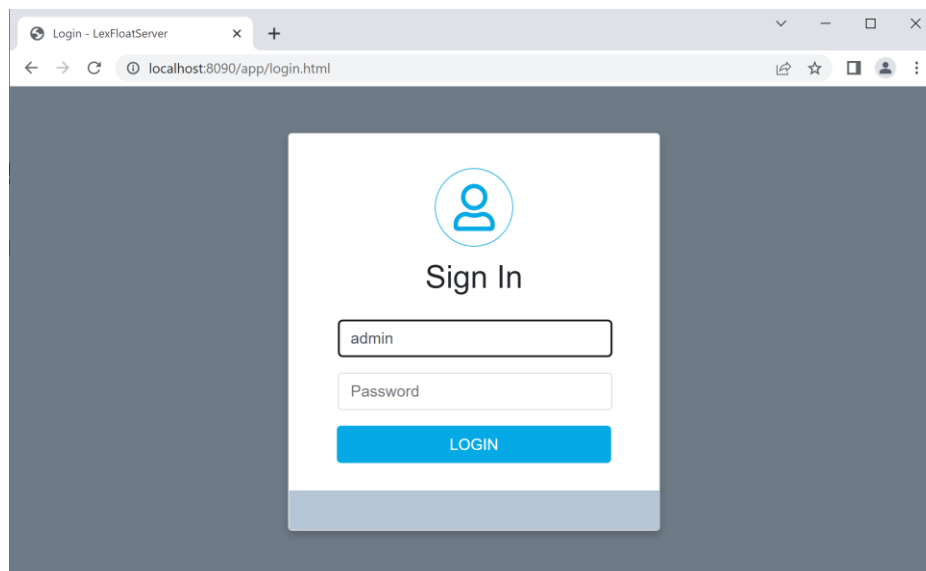 Login - LexFloatServer
localhost:8090/app/login.html
Sign In
admin
Password
LOGIN